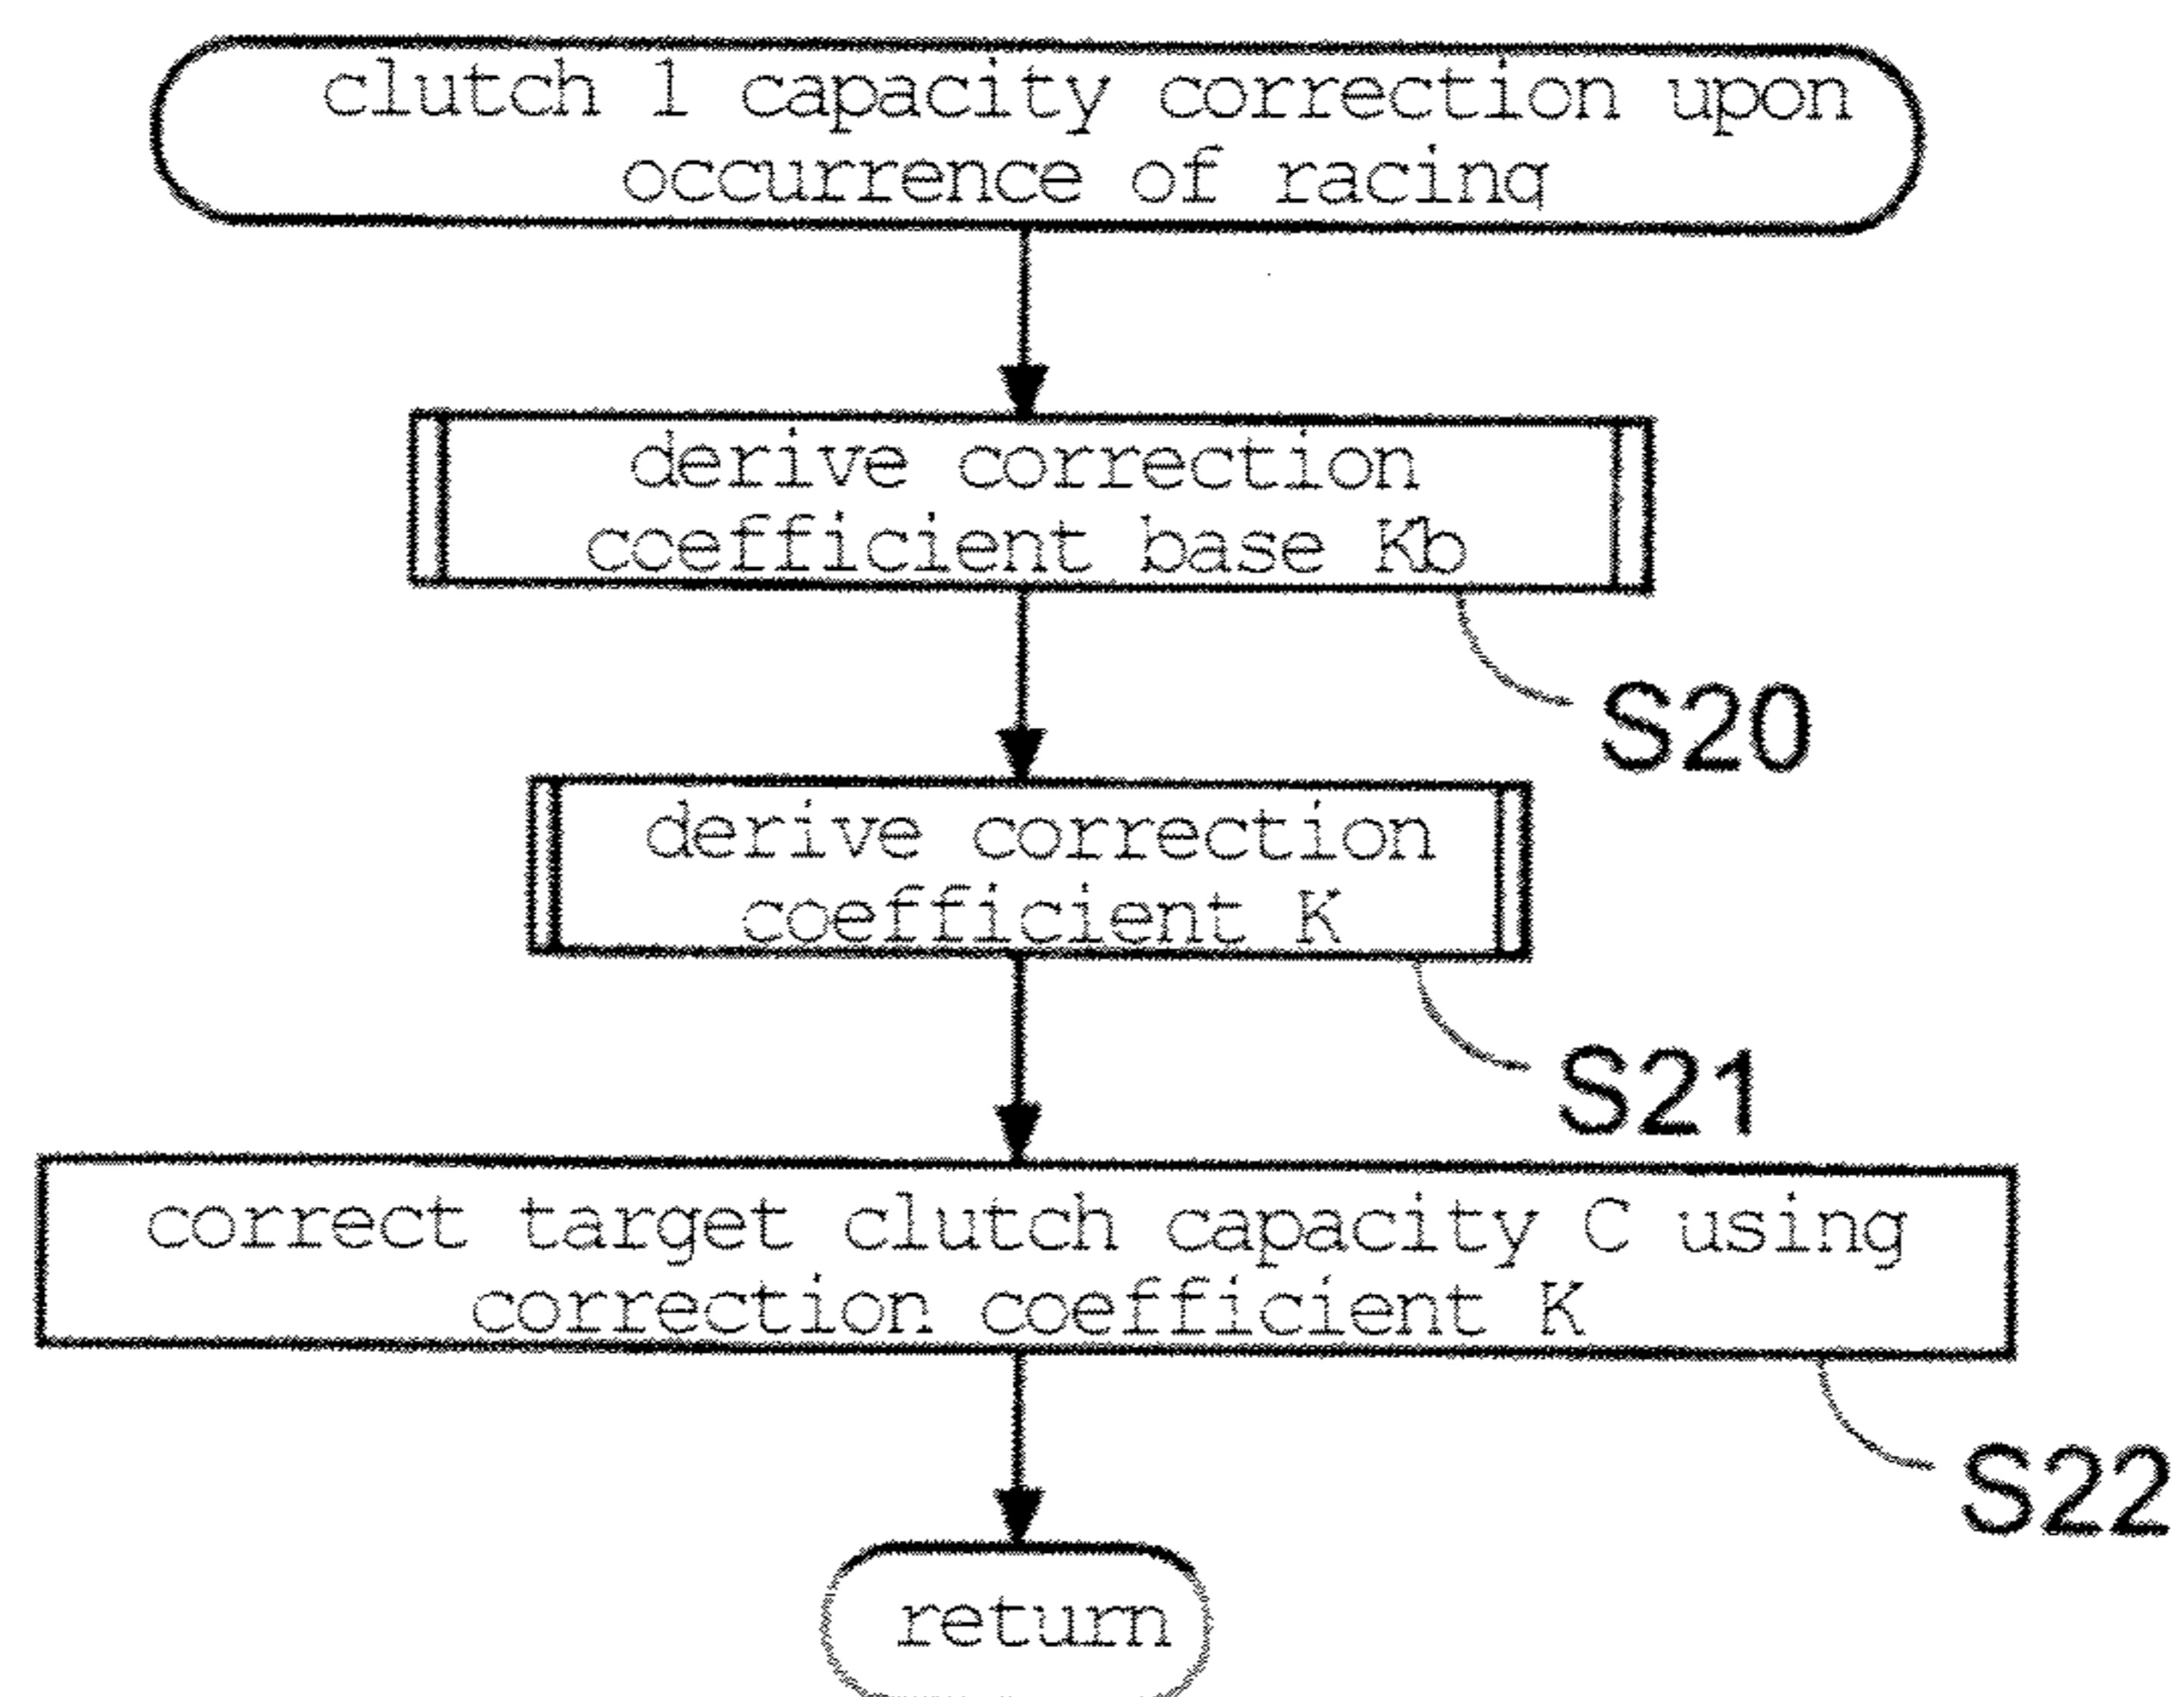 clutch 1 capacity correction upon
occurrence of racing
derive correction
coefficient base Kb
S20
derive correction
coefficient K
S21
correct target clutch capacity C using
correction coefficient K
S22
return